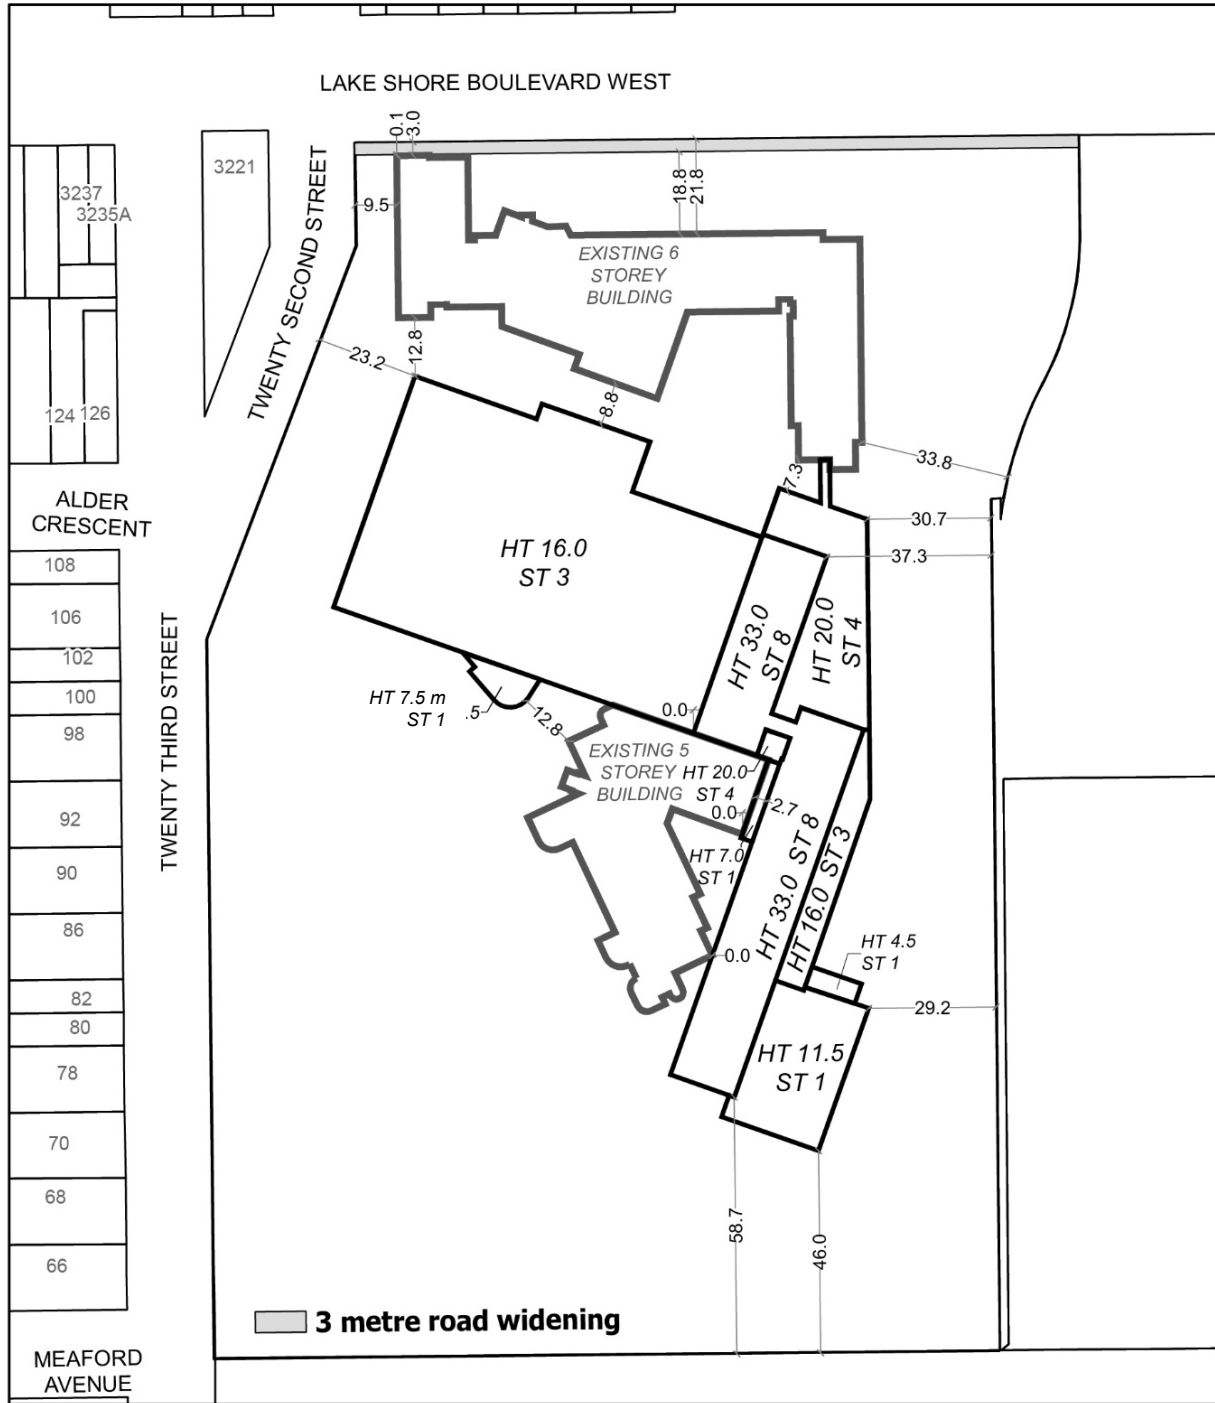 LAKE SHORE BOULEVARD WEST
0.1
3.0
3221
3237
3235A
TWENTY SECOND STREET
9.5
18.8
21.8
EXISTING 6
STOREY
BUILDING
12.8
23.2
8.8
124
126
33.8
7.3
30.7
37.3
ALDER
CRESCENT
HT 16.0
ST 3
108
106
102
100
98
92
90
86
82
80
78
70
68
66
TWENTY THIRD STREET
HT 33.0
ST 8
HT 20.0
ST 4
HT 7.5 m
ST 1
.5
12.8
0.0
EXISTING 5
STOREY
BUILDING
HT 20.0
ST 4
0.0
2.7
HT 7.0
ST 1
HT 33.0 ST 8
HT 16.0 ST 3
0.0
HT 4.5
ST 1
29.2
HT 11.5
ST 1
58.7
46.0
3 metre road widening
MEAFORD
AVENUE